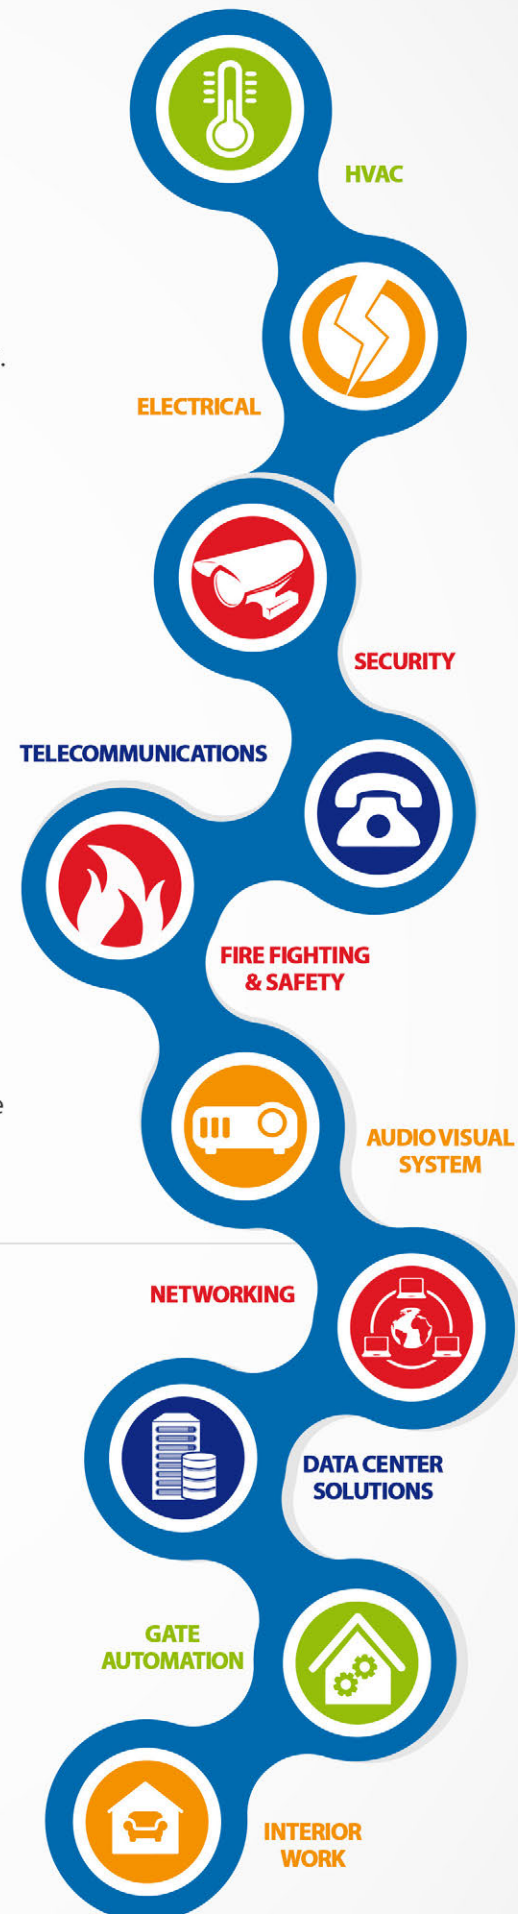 HVAC
.
ELECTRICAL
SECURITY
TELECOMMUNICATIONS
FIRE FIGHTING
& SAFETY
e
AUDIO VISUAL
SYSTEM
NETWORKING
DATA CENTER
SOLUTIONS
GATE
AUTOMATION
INTERIOR
WORK